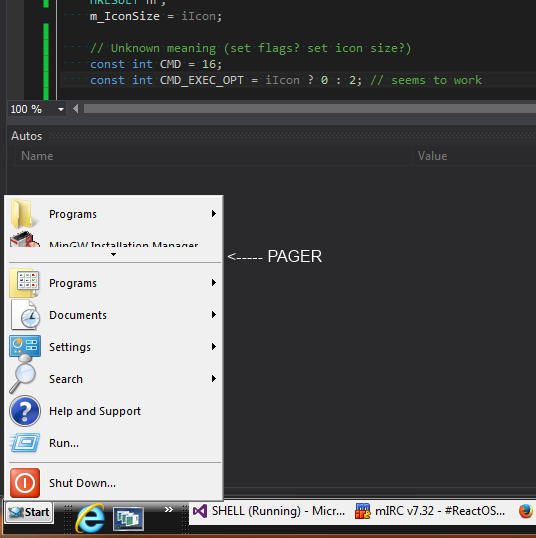 HRESULT hr;
m_IconSize = iIcon;
// Unknown meaning (set flags? set icon size?)
const int CMD = 16;
const int CMD_EXEC_OPT = iIcon ? 0 : 2; // seems to work
100 %
Autos
Name Value
Programs
MinGW Installation Manager
<----- PAGER
Programs
Documents
Settings
Search
Help and Support
Run...
Shut Down...
Start
»
SHELL (Running) - Micr...
mIRC v7.32 - #ReactOS...